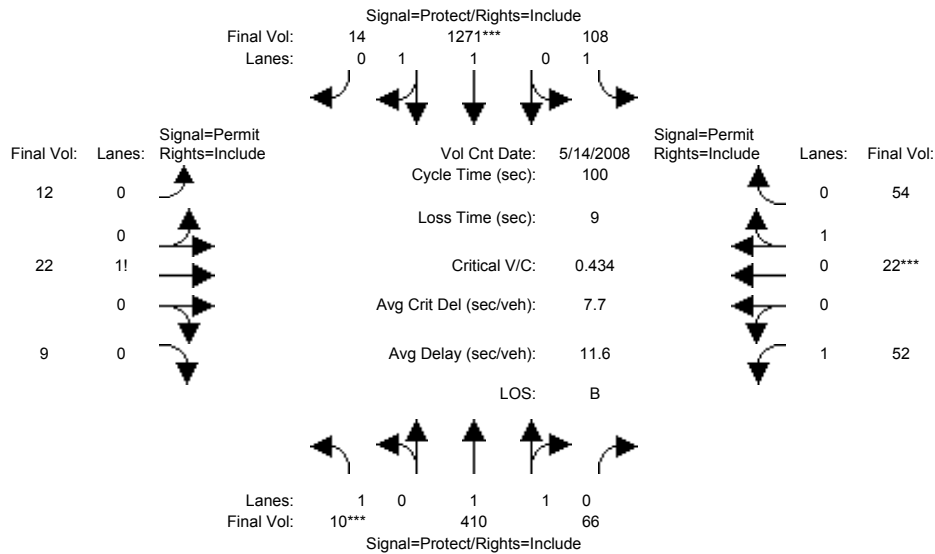 Signal=Protect/Rights=Include
Final Vol: 14 1271*** 108
Lanes: 0 1 1 0 1
Signal=Permit Signal=Permit
Final Vol: Lanes: Rights=Include Vol Cnt Date: 5/14/2008 Rights=Include Lanes: Final Vol:
Cycle Time (sec): 100
12 0 0 54
Loss Time (sec): 9
0 1
22 1! Critical V/C: 0.434 0 22***
0 Avg Crit Del (sec/veh): 7.7 0
9 0 Avg Delay (sec/veh): 11.6 1 52
LOS: B
Lanes: 1 0 1 1 0
Final Vol: 10*** 410 66
Signal=Protect/Rights=Include